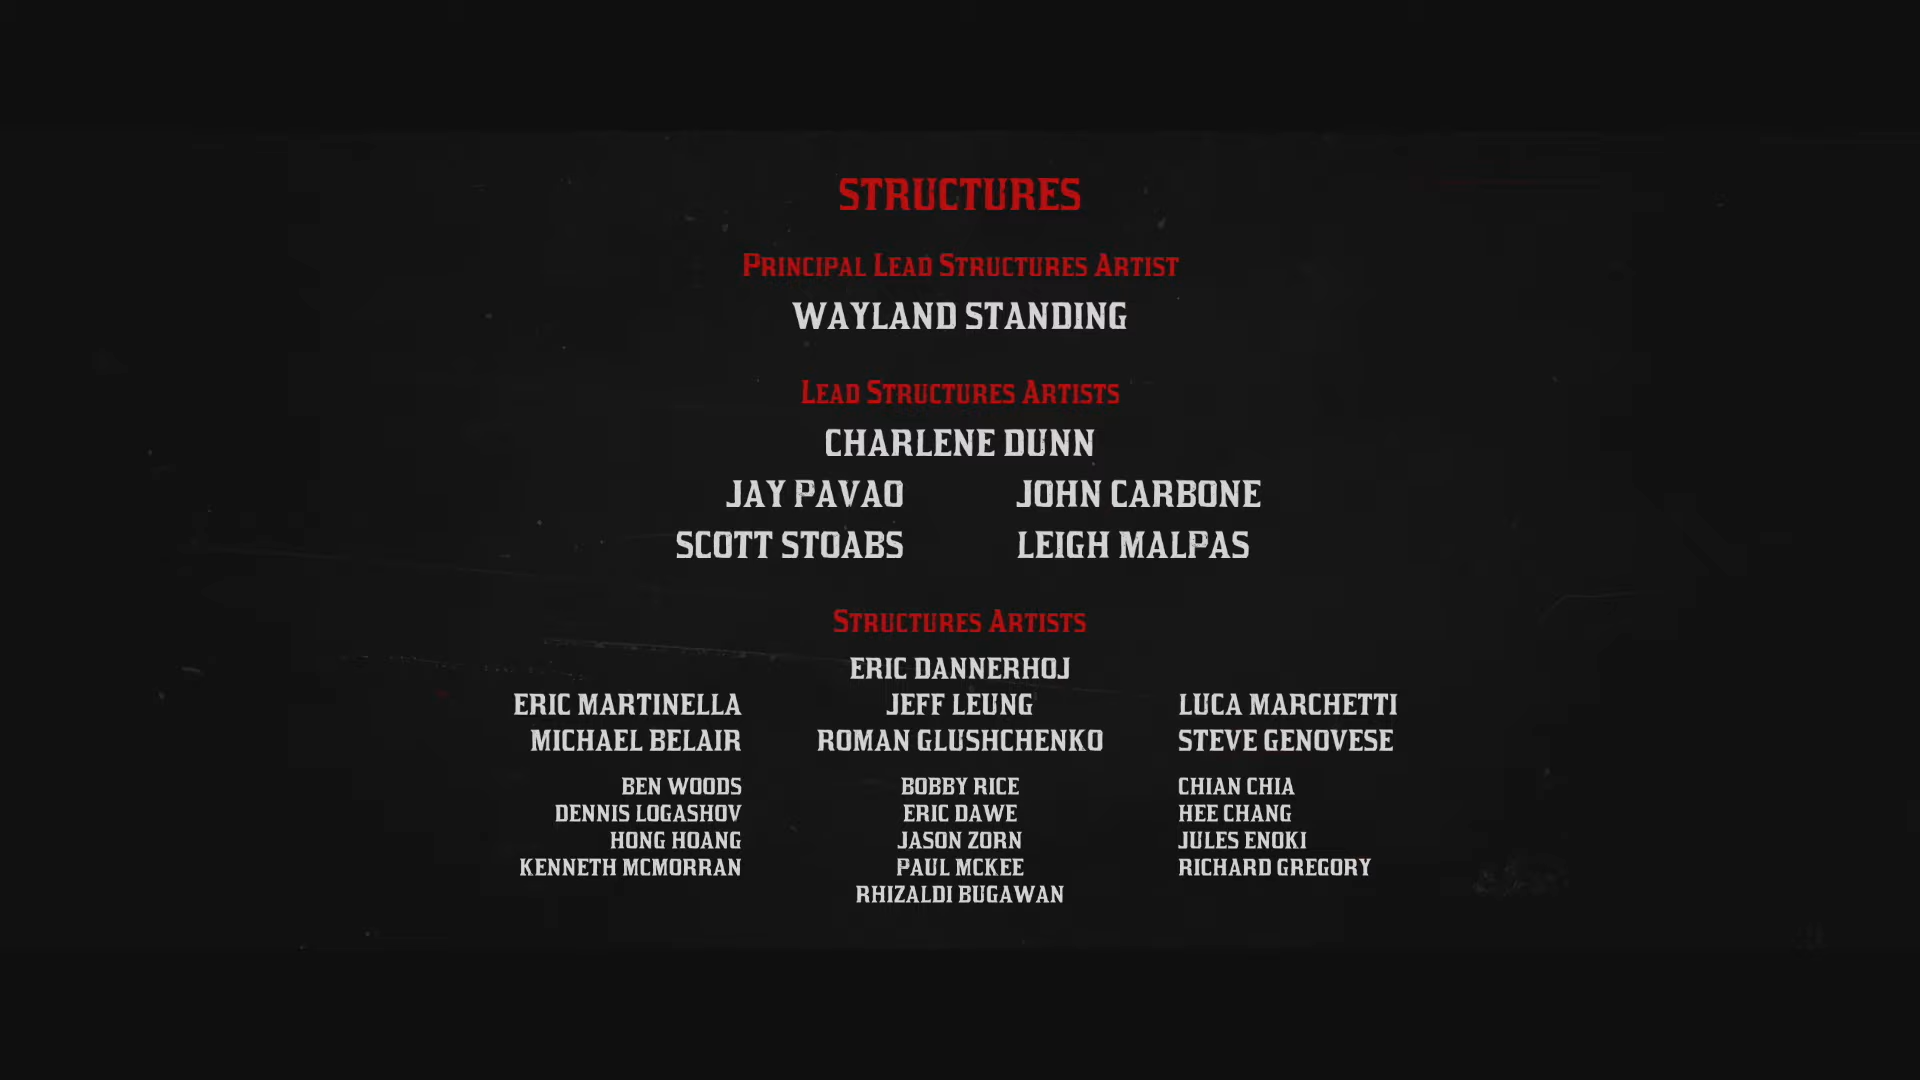 STRUCTURES
PRINCIPAL LEAD STRUCTURES ARTIST
WAYLAND STANDING
LEAD STRUCTURES ARTISTS
CHARLENE DUNN
JAY PAVAO JOHN CARBONE
SCOTT STOABS LEIGH MALPAS
STRUCTURES ARTISTS
ERIC DANNERHOJ
ERIC MARTINELLA JEFF LEUNG LUCA MARCHETTI
MICHAEL BELAIR ROMAN GLUSHCHENKO STEVE GENOVESE
BEN WOODS BOBBY RICE CHIAN CHIA
DENNIS LOGASHOV ERIC DAWE HEE CHANG
HONG HOANG JASON ZORN JULES ENOKI
KENNETH MCMORRAN PAUL MCKEE RICHARD GREGORY
RHIZALDI BUGAWAN